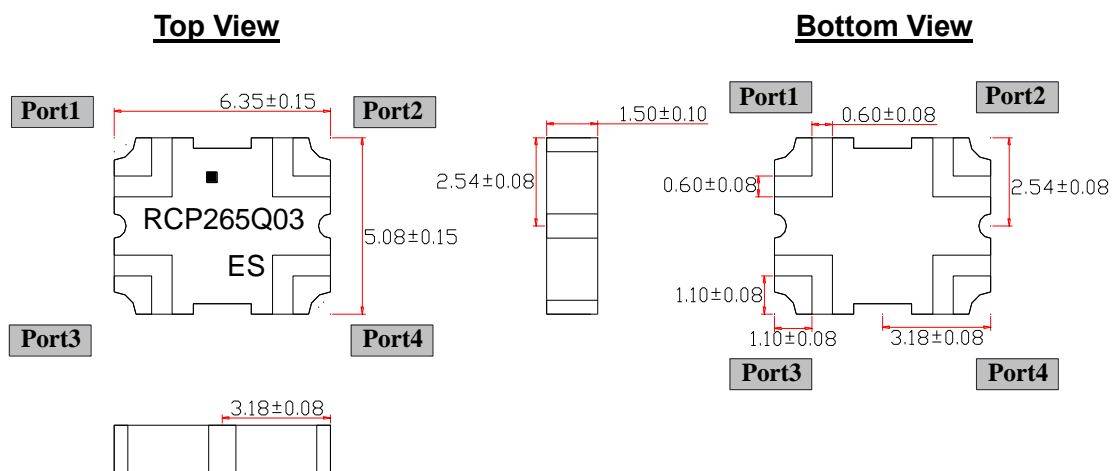 Top View
Bottom View
Port1
6.35±0.15
Port2
RCP265Q03
ES
5.08±0.15
Port3
Port4
3.18±0.08
1.50±0.10
2.54±0.08
Port1
0.60±0.08
Port2
0.60±0.08
2.54±0.08
1.10±0.08
1.10±0.08
3.18±0.08
Port3
Port4